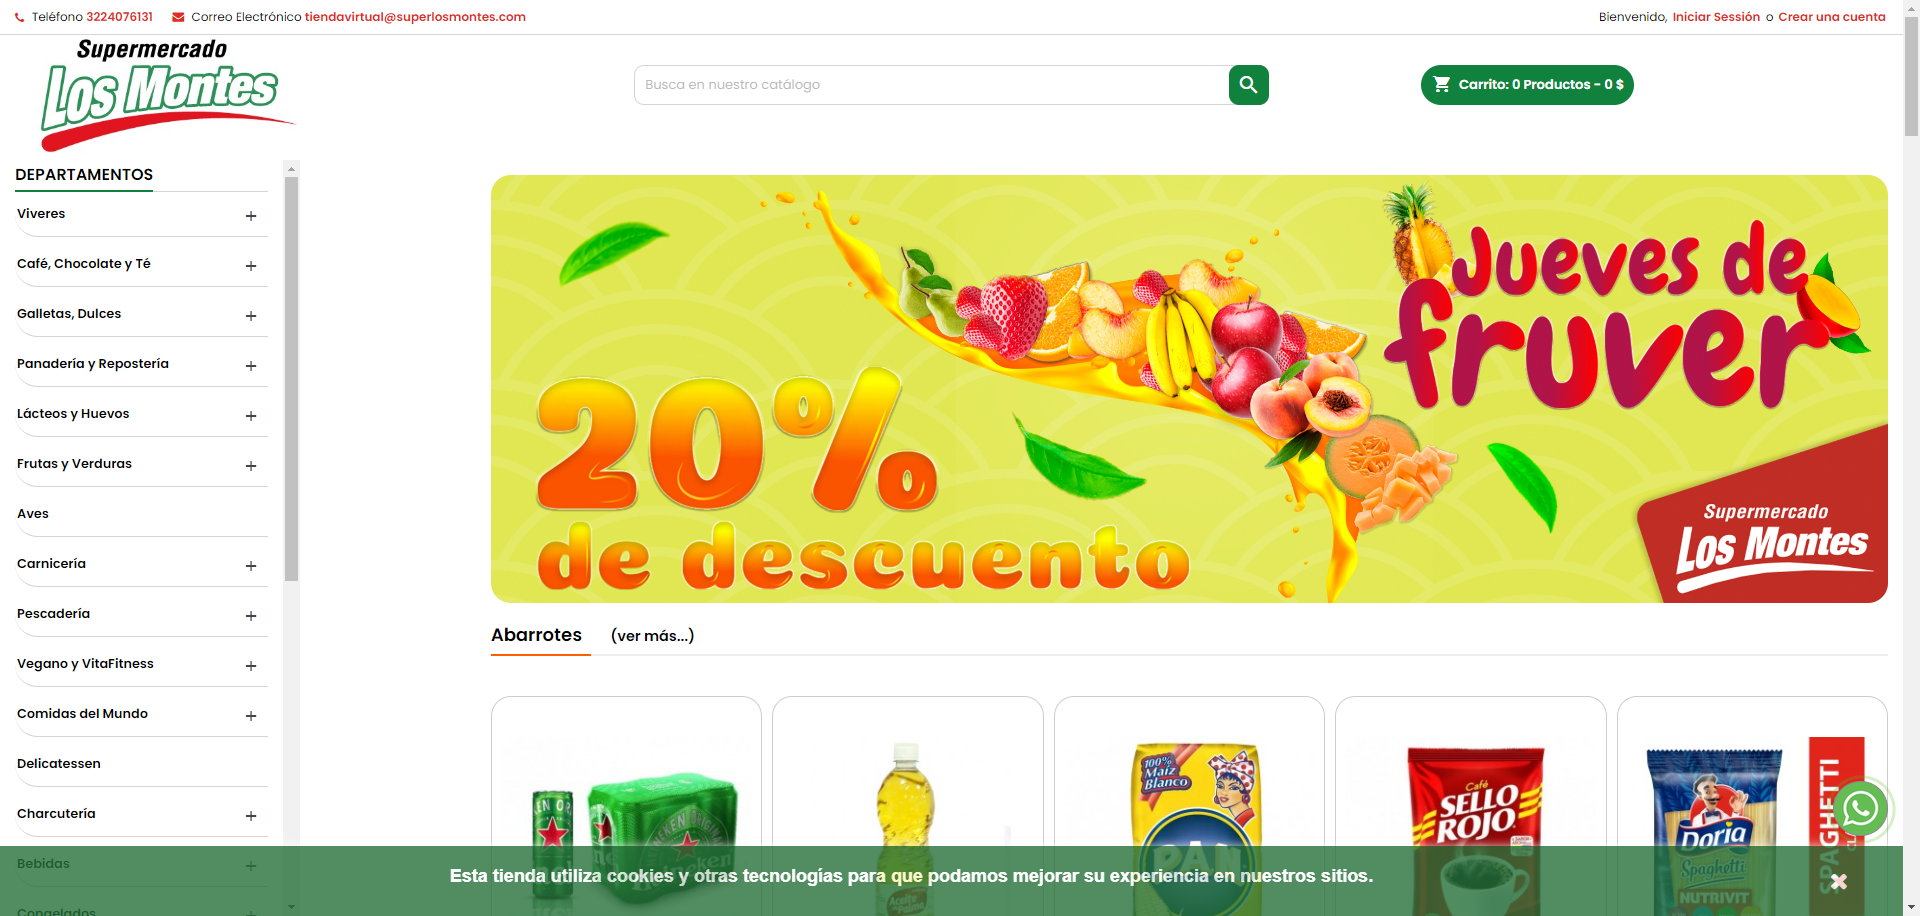 Teléfono 3224076131 Correo Electrónico tiendavirtual@superlosmontes.com Bienvenido, Iniciar Sessión o Crear una cuenta
Supermercado
Los Montes
Busca en nuestro catálogo
Carrito: 0 Productos - 0 $
DEPARTAMENTOS
Viveres
Café, Chocolate y Té
Galletas, Dulces
Panadería y Repostería
Lácteos y Huevos
Frutas y Verduras
Aves
Carnicería
Pescadería
Vegano y VitaFitness
Comidas del Mundo
Delicatessen
Charcutería
Bebidas
Congelados
Jueves de
fruver
20%
de descuento
Supermercado
Los Montes
Abarrotes (ver más...)
100%
Maíz
Blanco
PAN
Café
SELLO
ROJO
Doria
Spaghetti
NUTRIVIT
SPAGHETTI
Heineken
Aceite de Palma
Esta tienda utiliza cookies y otras tecnologías para que podamos mejorar su experiencia en nuestros sitios.